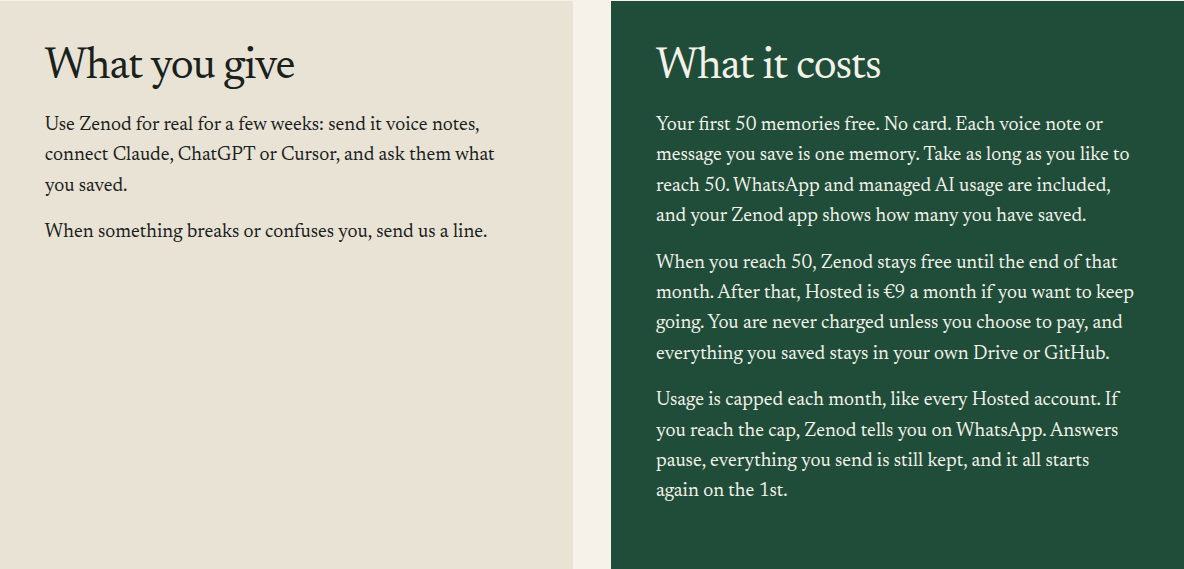 What you give
Use Zenod for real for a few weeks: send it voice notes,
connect Claude, ChatGPT or Cursor, and ask them what
you saved.
When something breaks or confuses you, send us a line.
What it costs
Your first 50 memories free. No card. Each voice note or
message you save is one memory. Take as long as you like to
reach 50. WhatsApp and managed AI usage are included,
and your Zenod app shows how many you have saved.
When you reach 50, Zenod stays free until the end of that
month. After that, Hosted is €9 a month if you want to keep
going. You are never charged unless you choose to pay, and
everything you saved stays in your own Drive or GitHub.
Usage is capped each month, like every Hosted account. If
you reach the cap, Zenod tells you on WhatsApp. Answers
pause, everything you send is still kept, and it all starts
again on the 1st.